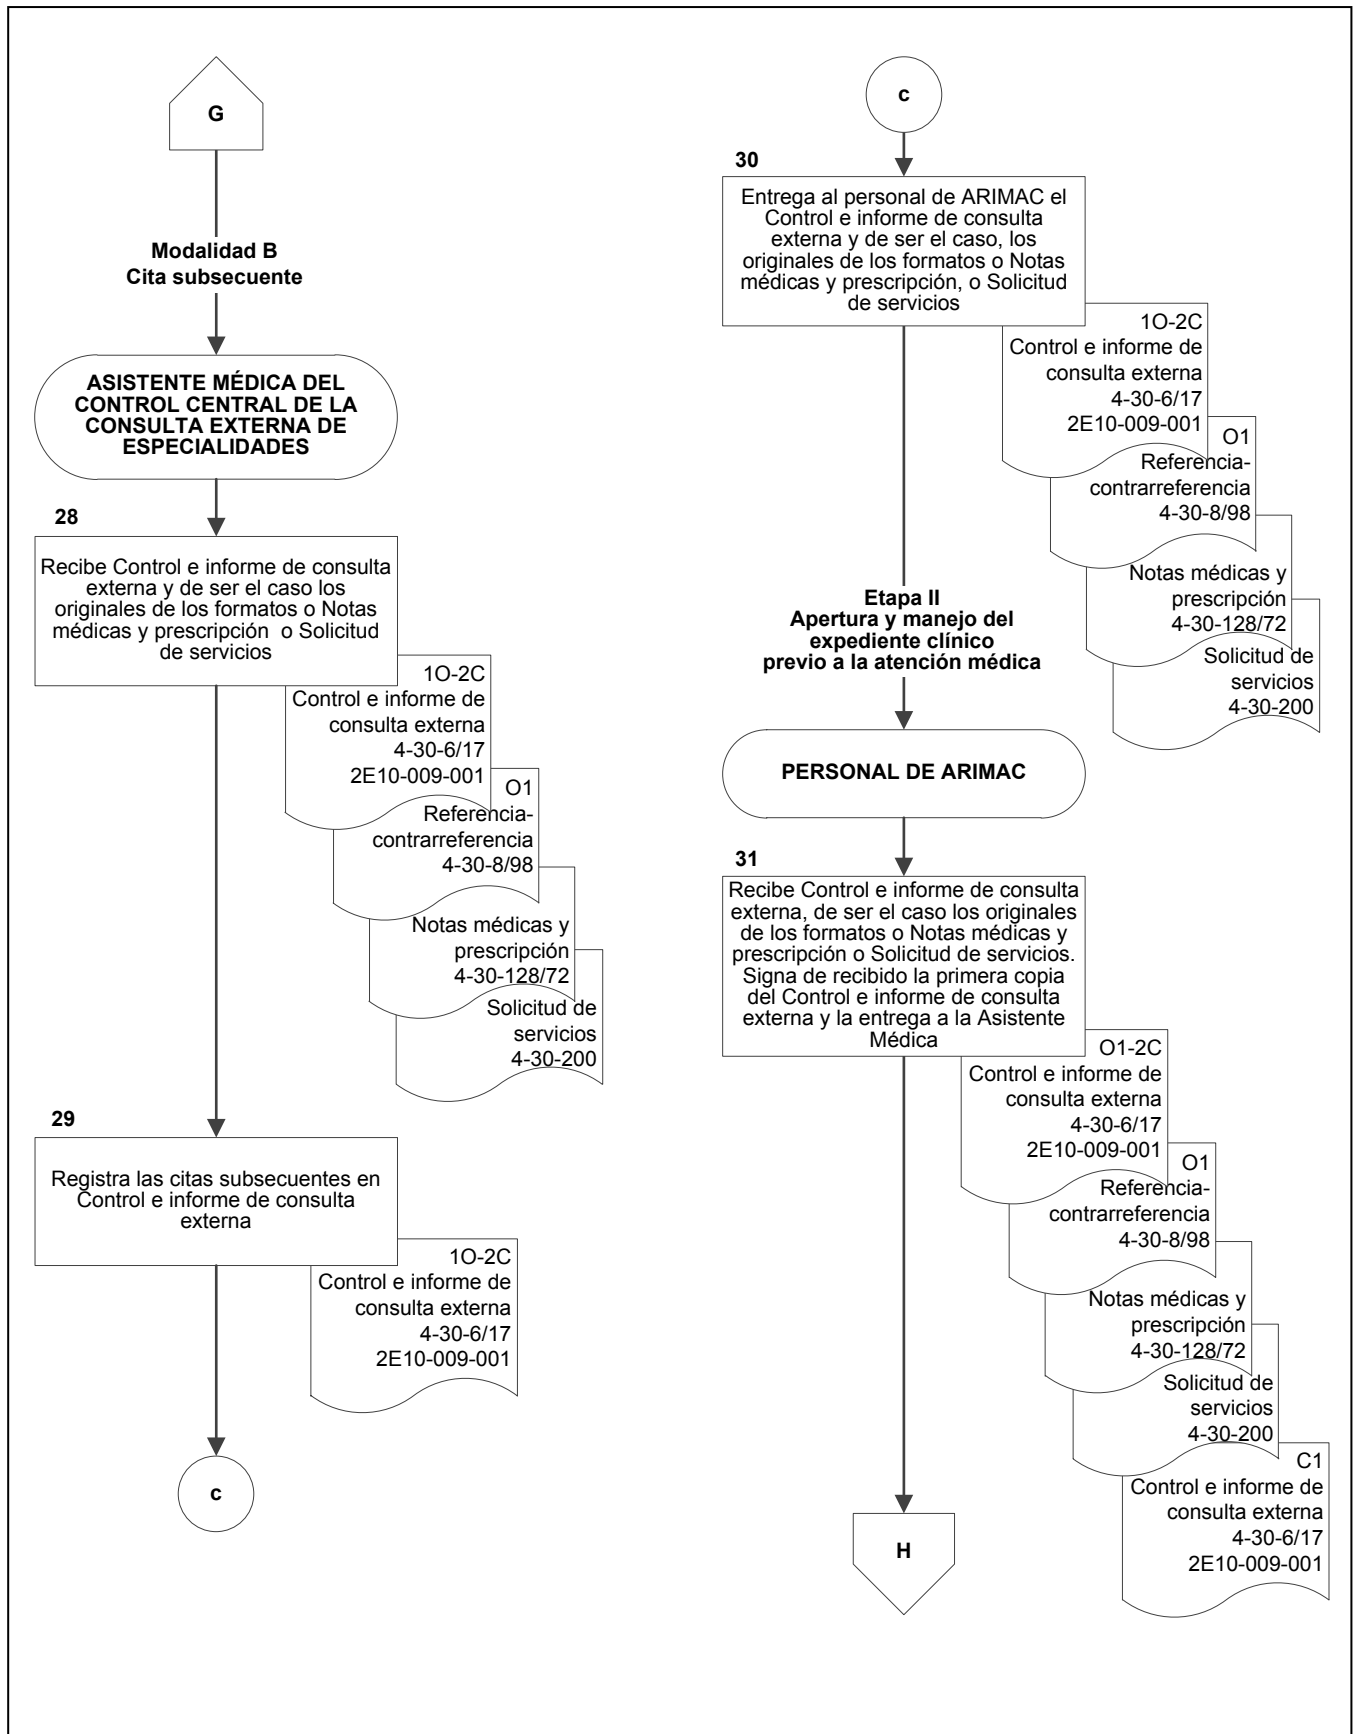 G
Modalidad B
Cita subsecuente
ASISTENTE MÉDICA DEL
CONTROL CENTRAL DE LA
CONSULTA EXTERNA DE
ESPECIALIDADES
28
Recibe Control e informe de consulta
externa y de ser el caso los
originales de los formatos o Notas
médicas y prescripción o Solicitud
de servicios
1O-2C
Control e informe de
consulta externa
4-30-6/17
2E10-009-001
O1
Referencia-
contrarreferencia
4-30-8/98
Notas médicas y
prescripción
4-30-128/72
Solicitud de
servicios
4-30-200
29
Registra las citas subsecuentes en
Control e informe de consulta
externa
1O-2C
Control e informe de
consulta externa
4-30-6/17
2E10-009-001
c
c
30
Entrega al personal de ARIMAC el
Control e informe de consulta
externa y de ser el caso, los
originales de los formatos o Notas
médicas y prescripción, o Solicitud
de servicios
1O-2C
Control e informe de
consulta externa
4-30-6/17
2E10-009-001
O1
Referencia-
contrarreferencia
4-30-8/98
Notas médicas y
prescripción
4-30-128/72
Solicitud de
servicios
4-30-200
Etapa II
Apertura y manejo del
expediente clínico
previo a la atención médica
PERSONAL DE ARIMAC
31
Recibe Control e informe de consulta
externa, de ser el caso los originales
de los formatos o Notas médicas y
prescripción o Solicitud de servicios.
Signa de recibido la primera copia
del Control e informe de consulta
externa y la entrega a la Asistente
Médica
O1-2C
Control e informe de
consulta externa
4-30-6/17
2E10-009-001
O1
Referencia-
contrarreferencia
4-30-8/98
Notas médicas y
prescripción
4-30-128/72
Solicitud de
servicios
4-30-200
C1
Control e informe de
consulta externa
4-30-6/17
2E10-009-001
H